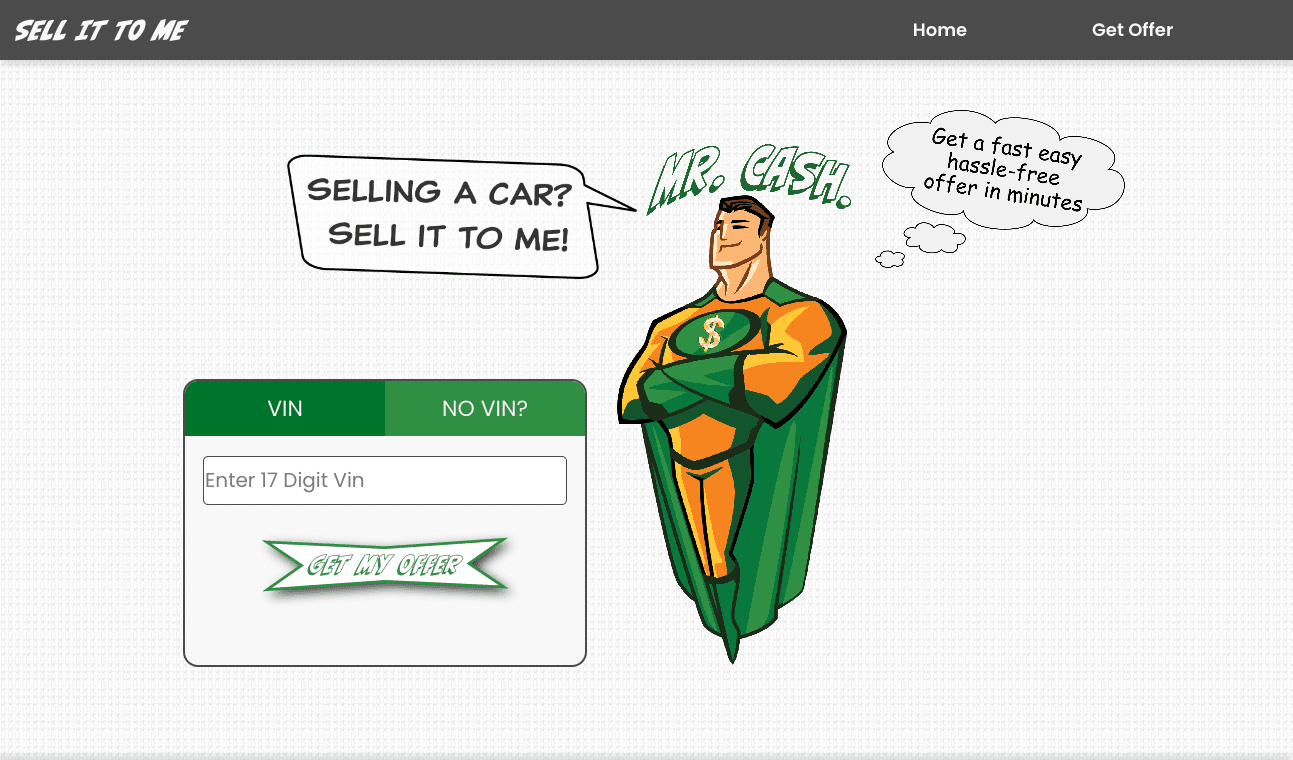 SELL IT TO ME
Home
Get Offer
SELLING A CAR?
SELL IT TO ME!
MR. CASH.
Get a fast easy
hassle-free
offer in minutes
$
VIN
NO VIN?
Enter 17 Digit Vin
GET MY OFFER